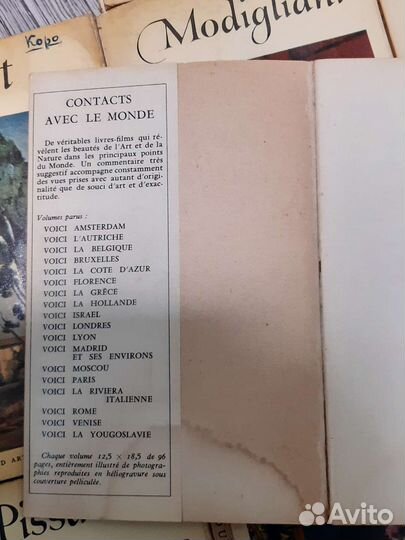 Коро
Modigliani
CONTACTS
AVEC LE MONDE
De véritables livres-films qui ré-
vèlent les beautés de l'Art et de la
Nature dans les principaux points
du Monde. Un commentaire très
suggestif accompagne constamment
des vues prises avec autant d'origi-
nalité que de souci d'art et d'exac-
titude.
Volumes parus :
VOICI AMSTERDAM
VOICI L'AUTRICHE
VOICI LA BELGIQUE
VOICI BRUXELLES
VOICI LA COTE D'AZUR
VOICI FLORENCE
VOICI LA GRÈCE
VOICI LA HOLLANDE
VOICI ISRAEL
VOICI LONDRES
VOICI LYON
VOICI MADRID
ET SES ENVIRONS
VOICI MOSCOU
VOICI PARIS
VOICI LA RIVIERA
ITALIENNE
VOICI ROME
VOICI VENISE
VOICI LA YOUGOSLAVIE
Chaque volume 12,5 × 18,5 de 96
pages, entièrement illustré de photogra-
phies reproduites en héliogravure sous
couverture pelliculée.
D ART
Pissa
Avito